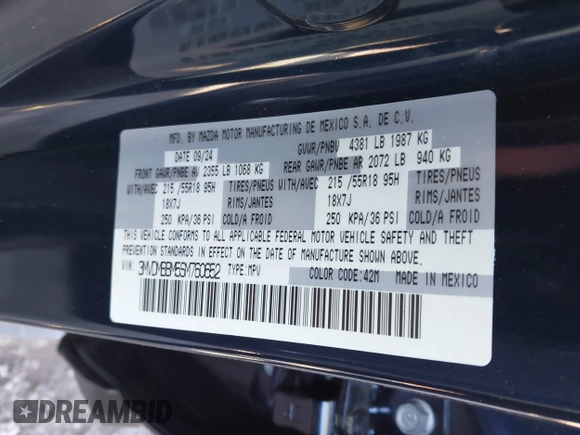 MFD. BY MAZDA MOTOR MANUFACTURING DE MEXICO S.A. DE C.V.
DATE 09/24 GVWR/PNBV 4381 LB 1987 KG
FRONT GAWR/PNBE AV 2355 LB 1068 KG REAR GAWR/PNBE AR 2072 LB 940 KG
WITH/AVEC 215 /55R18 95H TIRES/PNEUS WITH/AVEC 215 /55R18 95H TIRES/PNEUS
18X7J RIMS/JANTES 18X7J RIMS/JANTES
250 KPA/36 PSI COLD/A FROID 250 KPA/36 PSI COLD/A FROID
THIS VEHICLE CONFORMS TO ALL APPLICABLE FEDERAL MOTOR VEHICLE SAFETY AND THEFT
PREVENTION STANDARDS IN EFFECT ON THE DATE OF MANUFACTURE SHOWN ABOVE.
VIN: TYPE: MPV COLOR CODE: 42M MADE IN MEXICO
DREAMBID